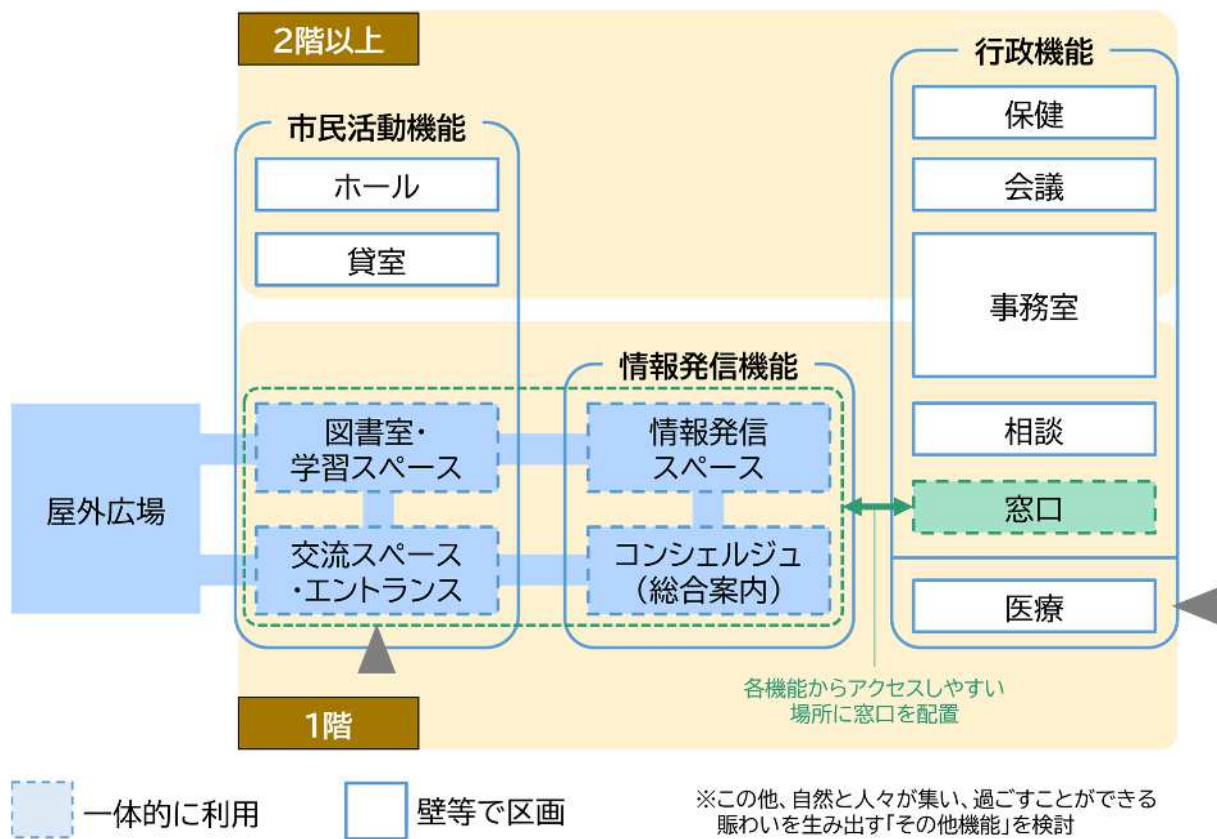 2階以上
行政機能
保健
市民活動機能
会議
ホール
貸室
事務室
情報発信機能
図書室・
学習スペース
情報発信
スペース
相談
屋外広場
窓口
交流スペース
・エントランス
コンシェルジュ
（総合案内）
医療
各機能からアクセスしやすい
場所に窓口を配置
1階
一体的に利用
壁等で区画
※この他、自然と人々が集い、過ごすことができる
賑わいを生み出す「その他機能」を検討